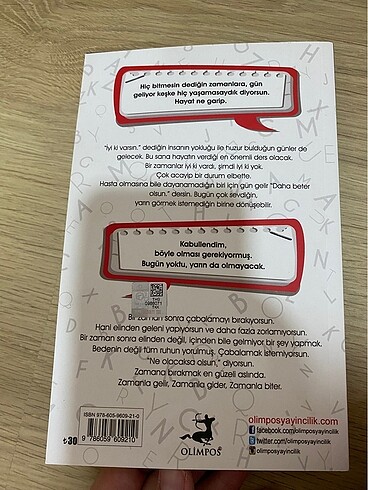 Hiç bitmesin dediğin zamanlara, gün
geliyor keşke hiç yaşamasaydık diyorsun.
Hayat ne garip.
"İyi ki varsın." dediğin insanın yokluğu ile huzur bulduğun günler de
gelecek. Bu sana hayatın verdiği en önemli ders olacak.
Bir zamanlar iyi ki vardı, şimdi iyi ki yok.
Çok acayip bir durum elbette.
Hasta olmasına bile dayanamadığın biri için gün gelir "Daha beter
olsun." dersin. Bugün çok sevdiğin,
yarın görmek istemediğin birine dönüşebilir.
Kabullendim,
böyle olması gerekiyormuş.
Bugün yoktu, yarın da olmayacak.
Bir zaman sonra çabalamayı bırakıyorsun.
Hani elinden geleni yapıyorsun ve daha fazla zorlamıyorsun.
Bir zaman sonra elinden değil, içinden bile gelmiyor bir şey yapmak.
Bedenin değil tüm ruhun yorulmuş. Çabalamak istemiyorsun.
"Ne olacaksa olsun," diyorsun.
Zamana bırakmak en güzeli aslında.
Zamanla gelir, Zamanla gider, Zamanla biter.
ISBN 978-605-9609-21-0
9 786059 609210
₺30
OLİMPOS
olimposyayincilik.com
facebook.com/olimposyayincilik
twitter.com/olimposyayincilik
olimposyayincilik